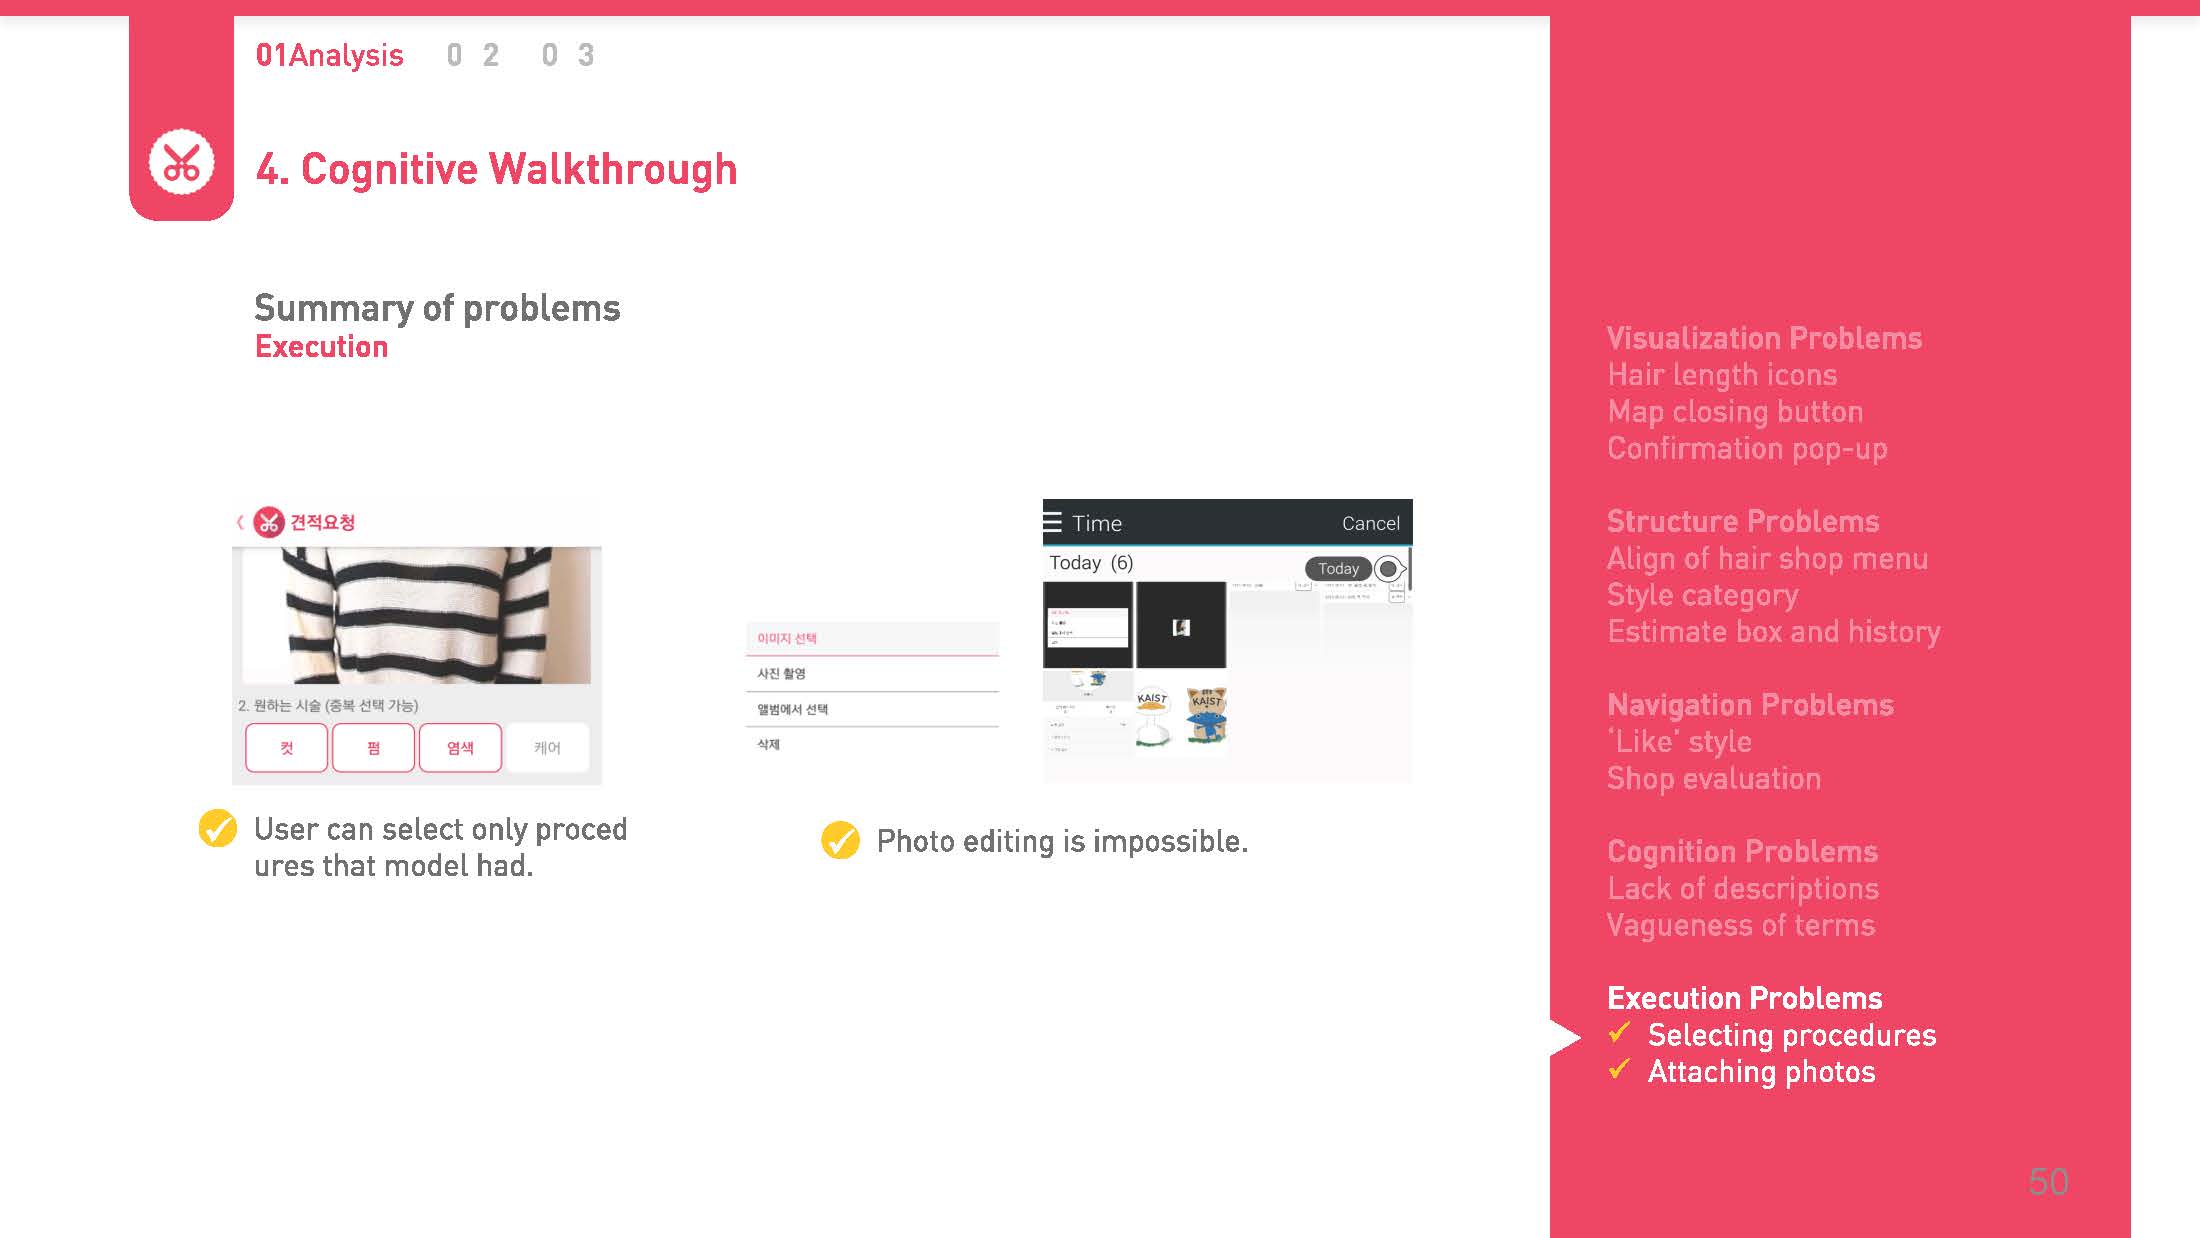 01Analysis 0 2 0 3
4. Cognitive Walkthrough
Summary of problems
Execution
견적요청
2. 원하는 시술 (중복 선택 가능)
컷 펌 염색 케어
User can select only proced
ures that model had.
이미지 선택
사진 촬영
앨범에서 선택
삭제
Time Cancel
Today (6)
Today
KAIST
KAIST
Photo editing is impossible.
Visualization Problems
Hair length icons
Map closing button
Confirmation pop-up
Structure Problems
Align of hair shop menu
Style category
Estimate box and history
Navigation Problems
‘Like’ style
Shop evaluation
Cognition Problems
Lack of descriptions
Vagueness of terms
Execution Problems
✓ Selecting procedures
✓ Attaching photos
50